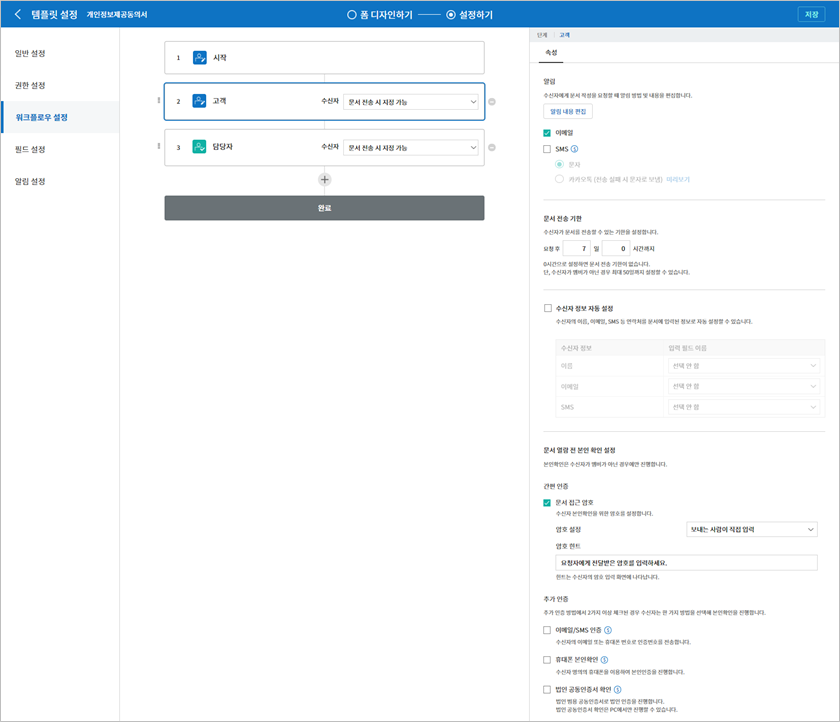 템플릿 설정 개인정보제공동의서 폼 디자인하기 설정하기 저장
일반 설정
권한 설정
워크플로우 설정
필드 설정
알림 설정
1 시작
2 고객 수신자 문서 전송 시 지정 가능
3 담당자 수신자 문서 전송 시 지정 가능
완료
단계 고객
속성
알림
수신자에게 문서 작성을 요청할 때 알림 방법 및 내용을 편집합니다.
알림 내용 편집
이메일
SMS
문자
카카오톡 (전송 실패 시 문자로 보냄) 미리보기
문서 전송 기한
수신자가 문서를 전송할 수 있는 기한을 설정합니다.
요청 후 7 일 0 시간까지
0시간으로 설정하면 문서 전송 기한이 없습니다.
단, 수신자가 멤버가 아닌 경우 최대 50일까지 설정할 수 있습니다.
수신자 정보 자동 설정
수신자의 이름, 이메일, SMS 등 연락처를 문서에 입력된 정보로 자동 설정할 수 있습니다.
수신자 정보 입력 필드 이름
이름 선택 안 함
이메일 선택 안 함
SMS 선택 안 함
문서 열람 전 본인 확인 설정
본인확인은 수신자가 멤버가 아닌 경우에만 진행합니다.
간편 인증
문서 접근 암호
수신자 본인확인을 위한 암호를 설정합니다.
암호 설정 보내는 사람이 직접 입력
암호 힌트
요청자에게 전달받은 암호를 입력하세요.
힌트는 수신자의 암호 입력 화면에 나타납니다.
추가 인증
추가 인증 방법에서 2가지 이상 체크된 경우 수신자는 한 가지 방법을 선택해 본인확인을 진행합니다.
이메일/SMS 인증
수신자의 이메일 또는 휴대폰 번호로 인증번호를 전송합니다.
휴대폰 본인확인
수신자 명의의 휴대폰을 이용하여 본인인증을 진행합니다.
법인 공동인증서 확인
법인 범용 공동인증서로 법인 인증을 진행합니다.
법인 공동인증서 확인은 PC에서만 진행할 수 있습니다.